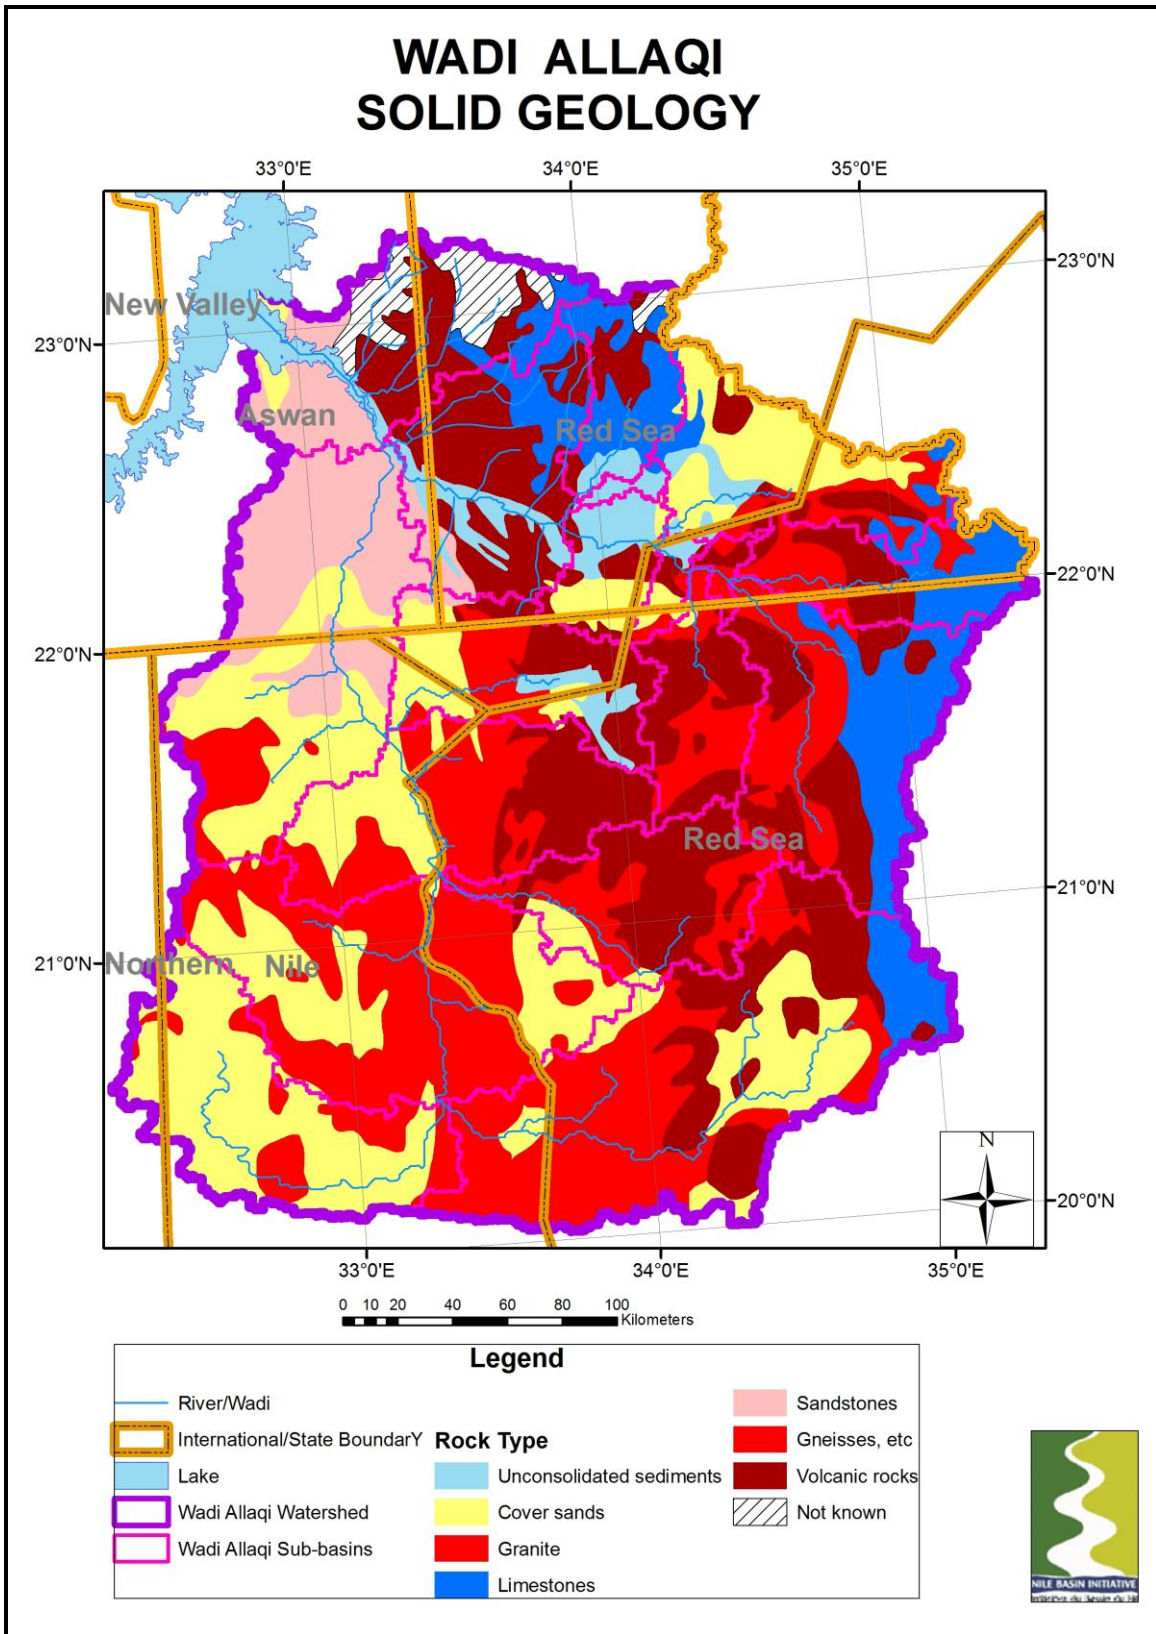 WADI ALLAQI
SOLID GEOLOGY
33°0'E 34°0'E 35°0'E
23°0'N
New Valley
23°0'N
Aswan
Red Sea
22°0'N
22°0'N
Red Sea
21°0'N
21°0'N
Northern Nile
N
20°0'N
33°0'E 34°0'E 35°0'E
0 10 20 40 60 80 100
Kilometers
Legend
River/Wadi
International/State BoundarY
Lake
Wadi Allaqi Watershed
Wadi Allaqi Sub-basins
Rock Type
Unconsolidated sediments
Cover sands
Granite
Limestones
Sandstones
Gneisses, etc
Volcanic rocks
Not known
NILE BASIN INITIATIVE